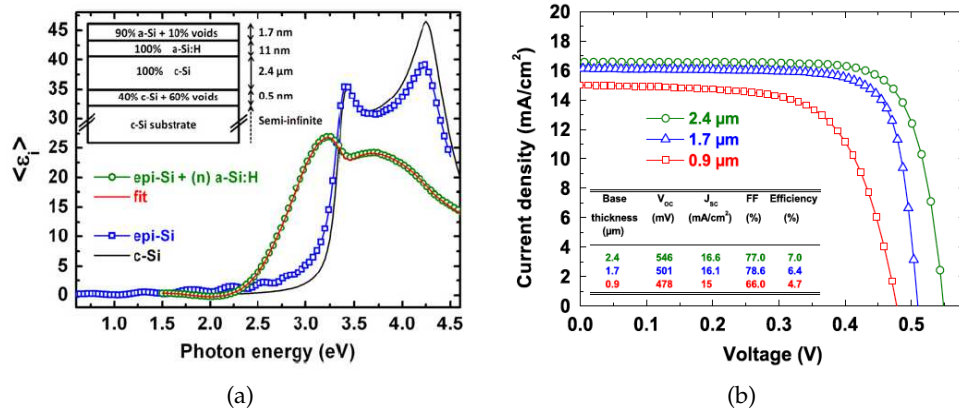 (a)
45
40
35
30
25
20
15
10
5
0
<ε_i>
90% a-Si + 10% voids
100% a-Si:H
100% c-Si
40% c-Si + 60% voids
c-Si substrate
1.7 nm
11 nm
2.4 µm
0.5 nm
Semi-infinite
epi-Si + (n) a-Si:H
fit
epi-Si
c-Si
1.0 1.5 2.0 2.5 3.0 3.5 4.0 4.5
Photon energy (eV)
(a)
(b)
20
18
16
14
12
10
8
6
4
2
0
Current density (mA/cm²)
2.4 µm
1.7 µm
0.9 µm
Base thickness (µm) V_OC (mV) J_SC (mA/cm²) FF (%) Efficiency (%)
2.4 546 16.6 77.0 7.0
1.7 501 16.1 78.6 6.4
0.9 478 15 66.0 4.7
0.0 0.1 0.2 0.3 0.4 0.5
Voltage (V)
(b)